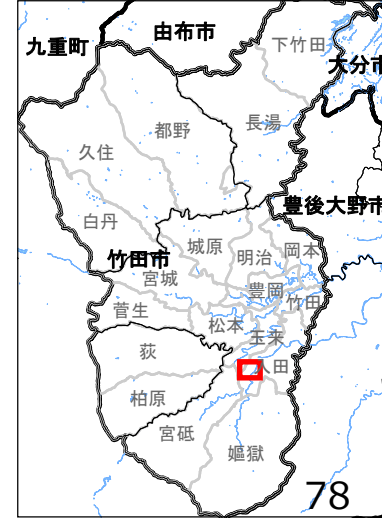 由布市
九重町
下竹田
大分市
長湯
都野
久住
豊後大野市
白丹
城原
明治
岡本
竹田市
宮城
豊岡
竹田
菅生
松本
玉来
荻
入田
柏原
宮砥
嫗獄
78